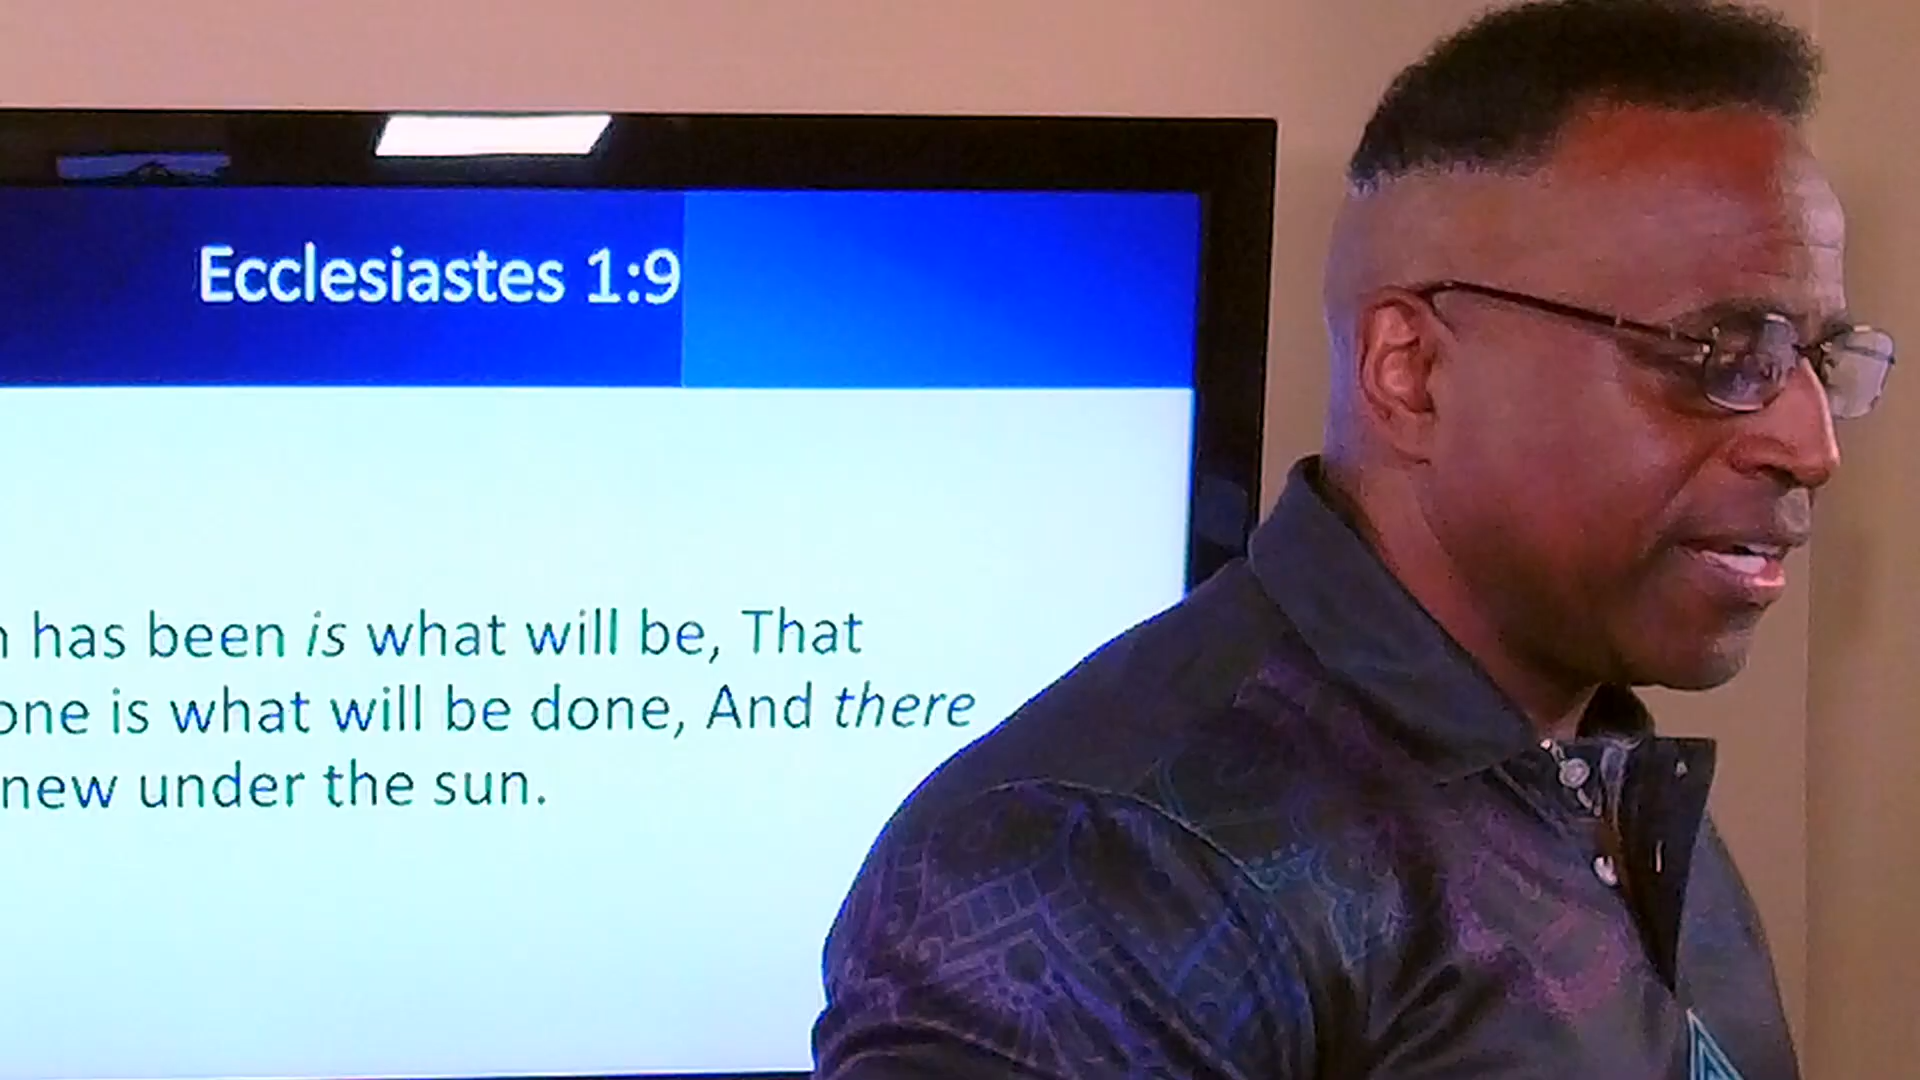 Ecclesiastes 1:9
has been is what will be, That
is what will be done, And there
new under the sun.